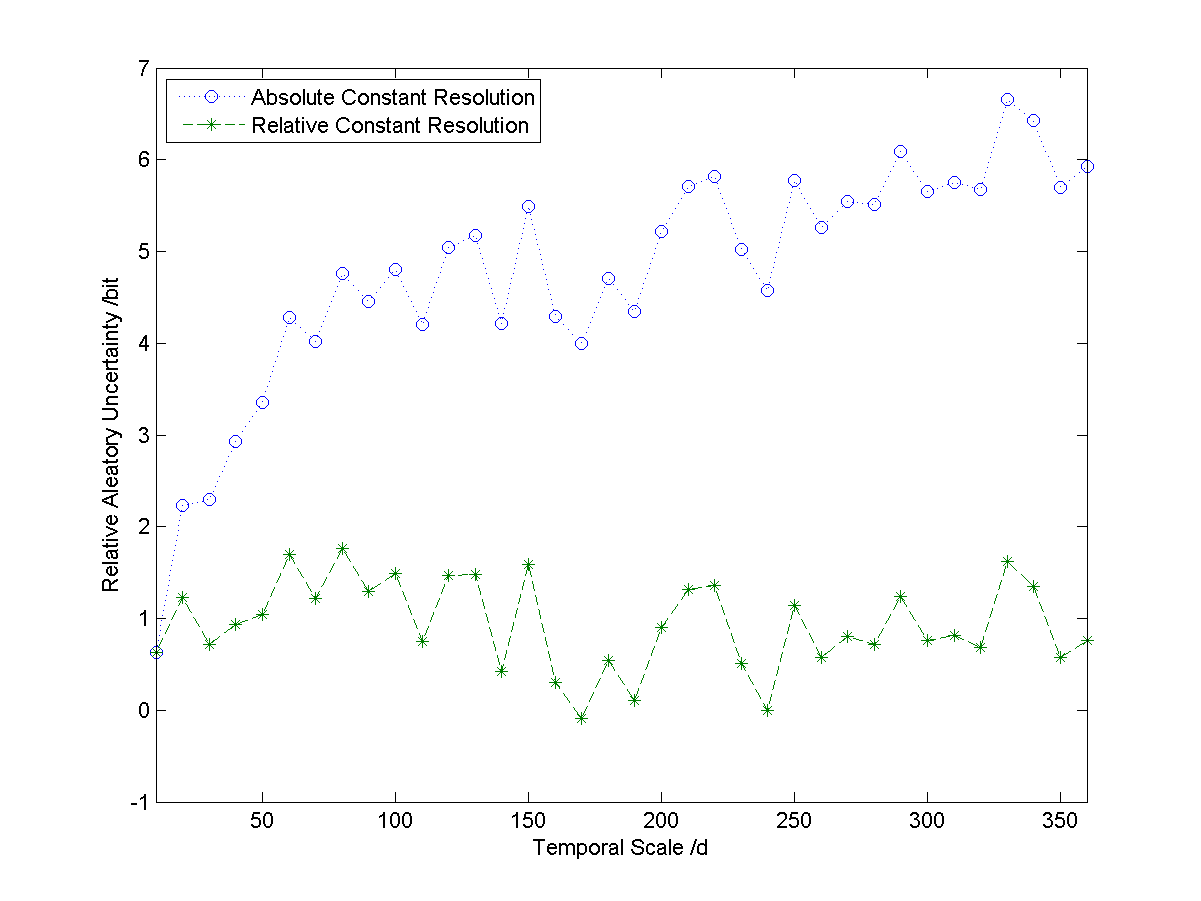 7
6
5
4
3
2
1
0
-1
Absolute Constant Resolution
Relative Constant Resolution
Relative Aleatory Uncertainty /bit
50 100 150 200 250 300 350
Temporal Scale /d